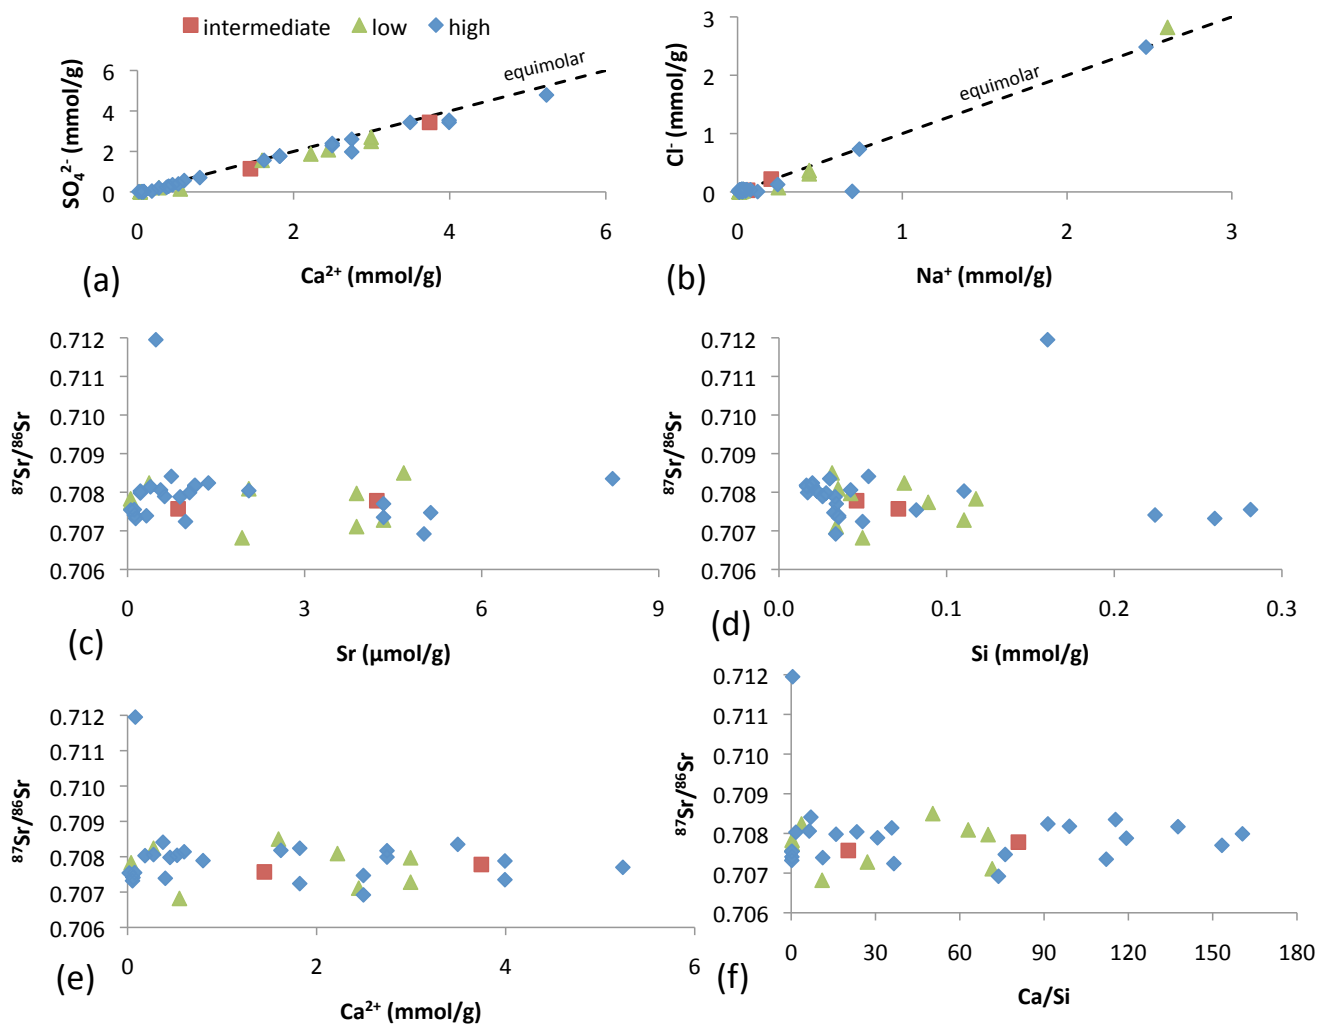 intermediate low high
SO₄²⁻ (mmol/g)
6
4
2
0
equimolar
0 2 4 6
(a) Ca²⁺ (mmol/g)
Cl⁻ (mmol/g)
3
2
1
0
equimolar
0 1 2 3
(b) Na⁺ (mmol/g)
⁸⁷Sr/⁸⁶Sr
0.712
0.711
0.710
0.709
0.708
0.707
0.706
0 3 6 9
(c) Sr (μmol/g)
⁸⁷Sr/⁸⁶Sr
0.712
0.711
0.710
0.709
0.708
0.707
0.706
0.0 0.1 0.2 0.3
(d) Si (mmol/g)
⁸⁷Sr/⁸⁶Sr
0.712
0.711
0.710
0.709
0.708
0.707
0.706
0 2 4 6
(e) Ca²⁺ (mmol/g)
⁸⁷Sr/⁸⁶Sr
0.712
0.711
0.710
0.709
0.708
0.707
0.706
0 30 60 90 120 150 180
(f) Ca/Si